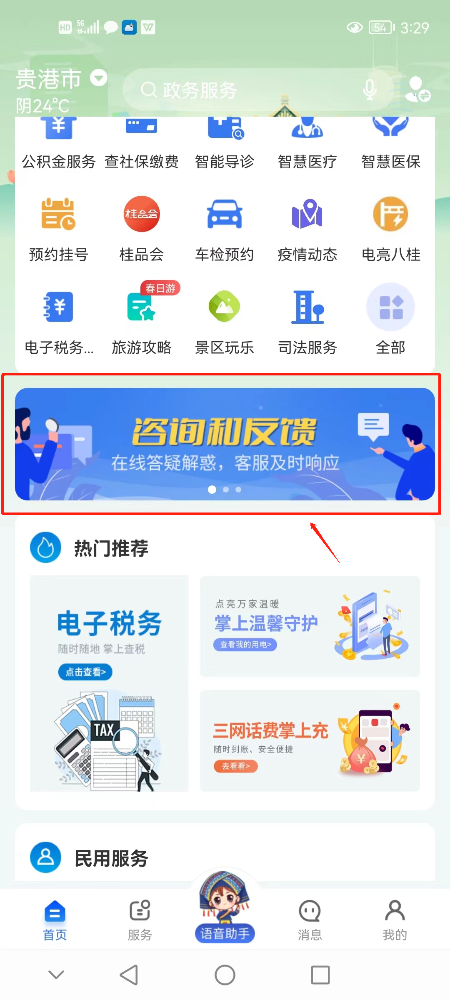 HD 5G 54 3:29
贵港市
政务服务
阴24℃
公积金服务 查社保缴费 智能导诊 智慧医疗 智慧医保
桂品会
预约挂号 桂品会 车检预约 疫情动态 电亮八桂
春日游
电子税务... 旅游攻略 景区玩乐 司法服务 全部
咨询和反馈
在线答疑解惑，客服及时响应
热门推荐
电子税务
随时随地 掌上查税
点击查看>
TAX
点亮万家温暖
掌上温馨守护
查看我的用电>
三网话费掌上充
随时到账、安全便捷
去看看>
民用服务
首页 服务 语音助手 消息 我的